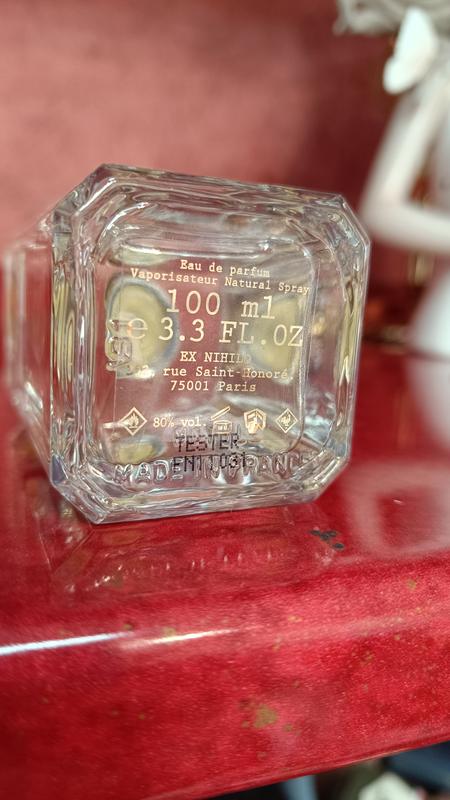 Eau de parfum
Vaporisateur Natural Spray
100 ml
e 3.3 FL.OZ
EX NIHILO
rue Saint-Honoré,
75001 Paris
80% vol.
TESTER
MADE IN FRANCE